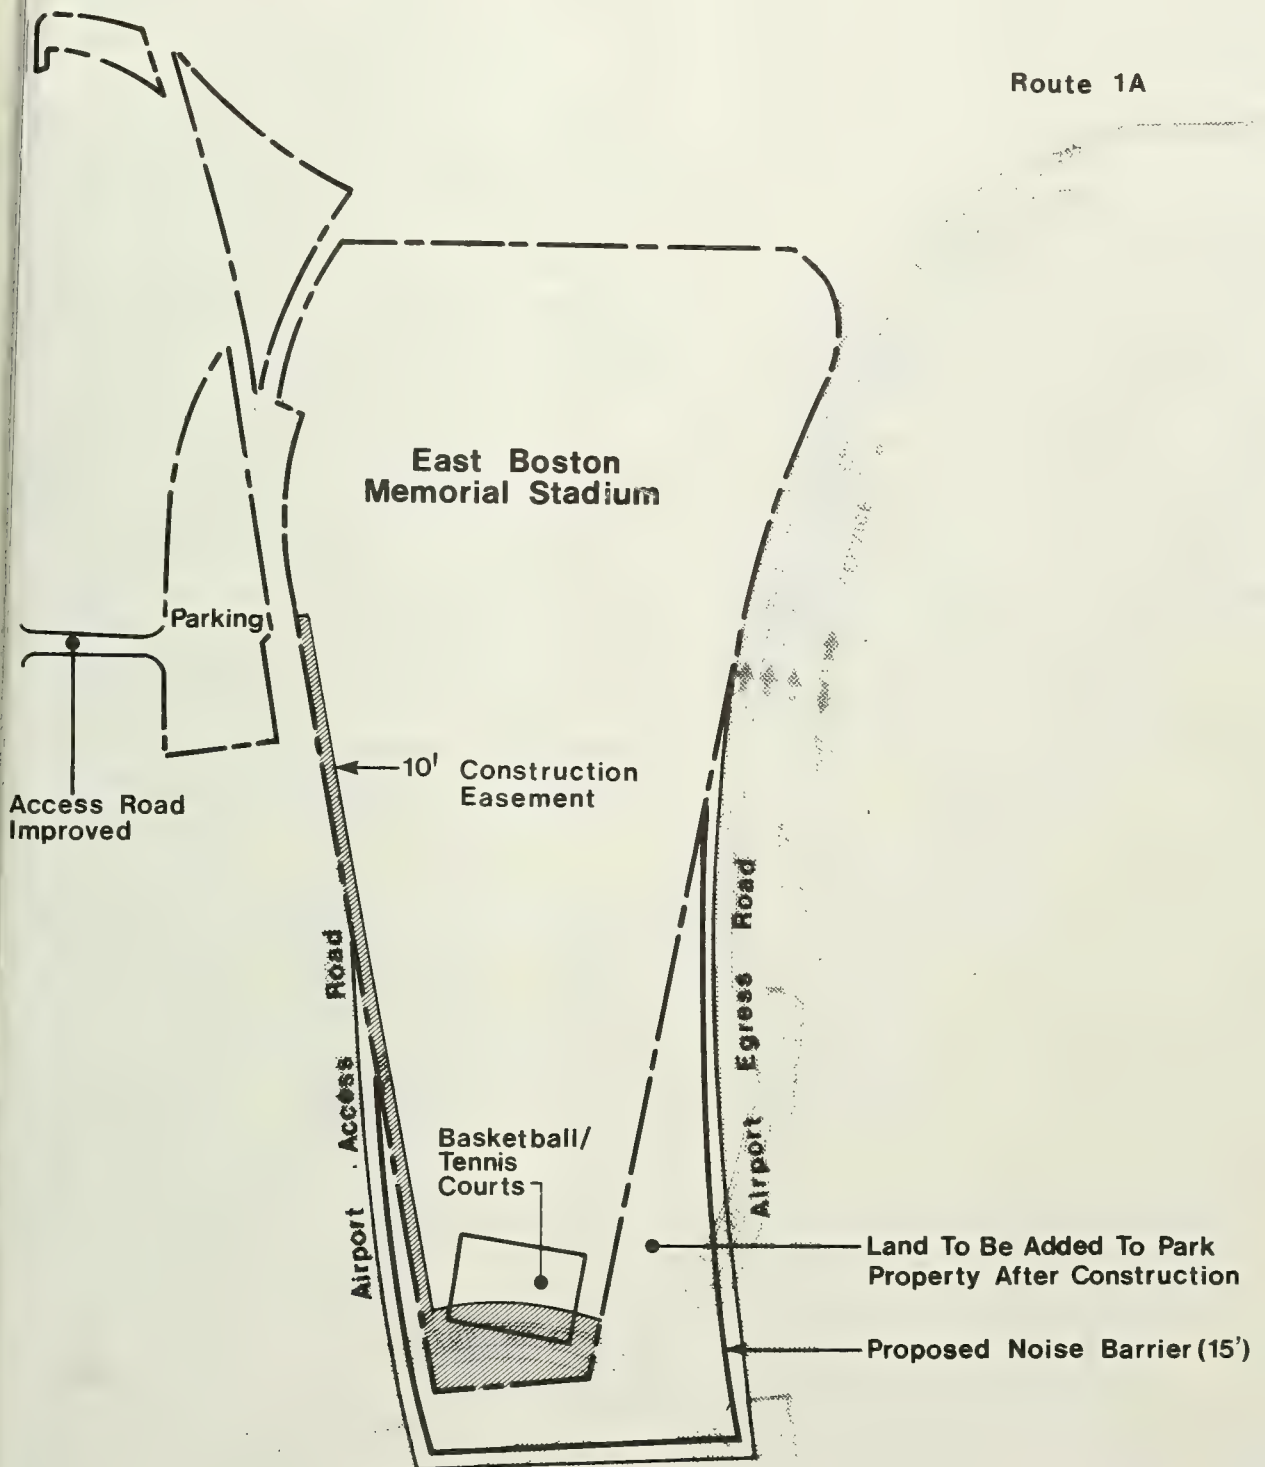 Route 1A
East Boston
Memorial Stadium
Parking
10' Construction
Easement
Access Road
Improved
Airport Access Road
Airport Egress Road
Basketball/
Tennis
Courts
Land To Be Added To Park
Property After Construction
Proposed Noise Barrier (15')